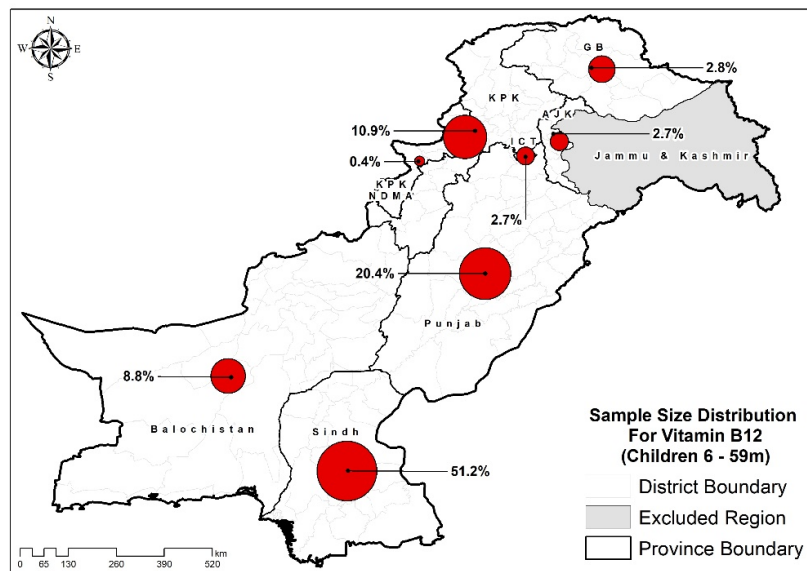 N
W E
S
G B
2.8%
K P K
A J K
10.9%
2.7%
I C T
Jammu & Kashmir
0.4%
K P K
N D M A
2.7%
20.4%
Punjab
8.8%
Balochistan
Sindh
51.2%
Sample Size Distribution
For Vitamin B12
(Children 6 - 59m)
District Boundary
Excluded Region
Province Boundary
km
0 65 130 260 390 520